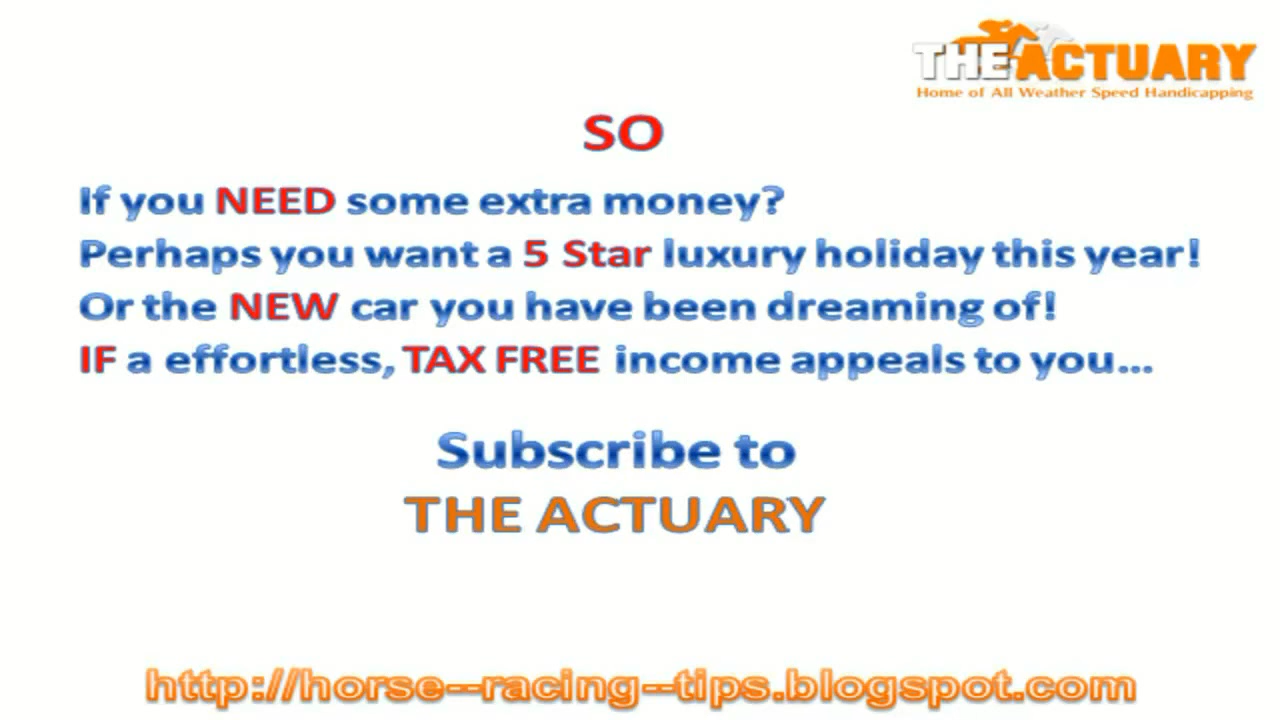 THE ACTUARY
Home of All Weather Speed Handicapping
SO
If you NEED some extra money?
Perhaps you want a 5 Star luxury holiday this year!
Or the NEW car you have been dreaming of!
IF a effortless, TAX FREE income appeals to you...
Subscribe to
THE ACTUARY
http://horse--racing--tips.blogspot.com